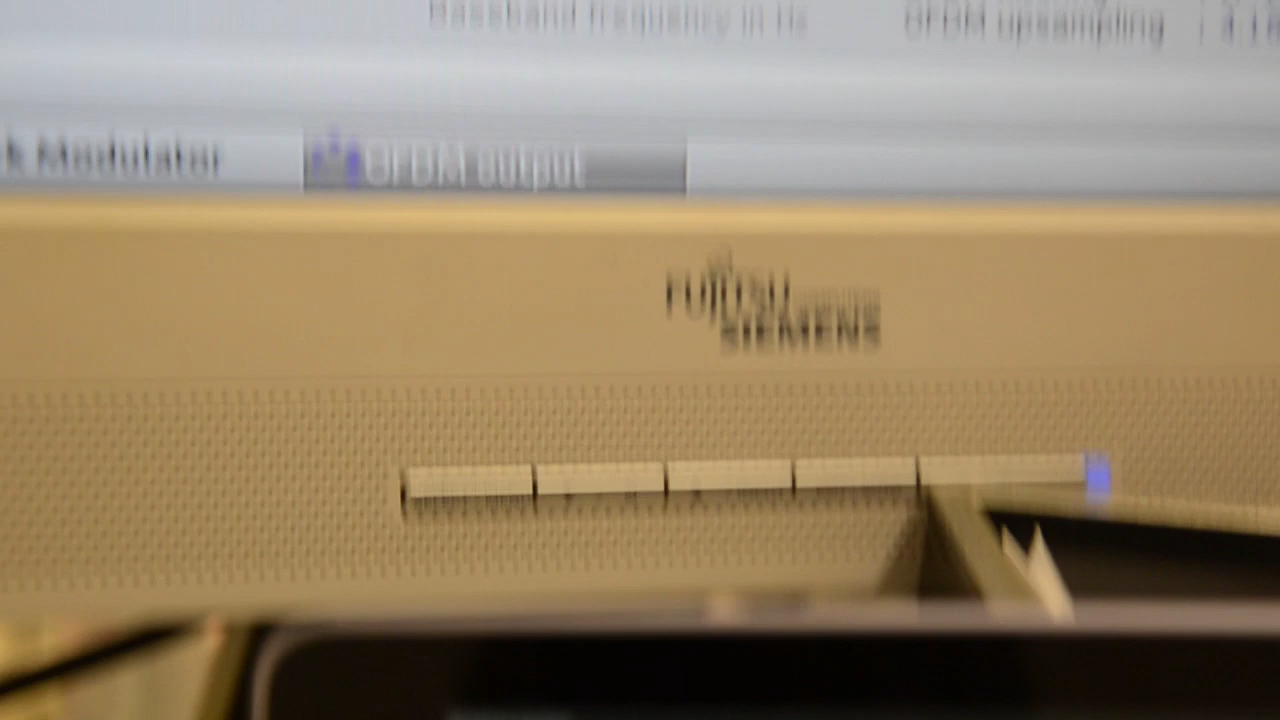 Baseband frequency in Hz
OFDM upsampling
k Modulator
OFDM output
FUJITSU
SIEMENS